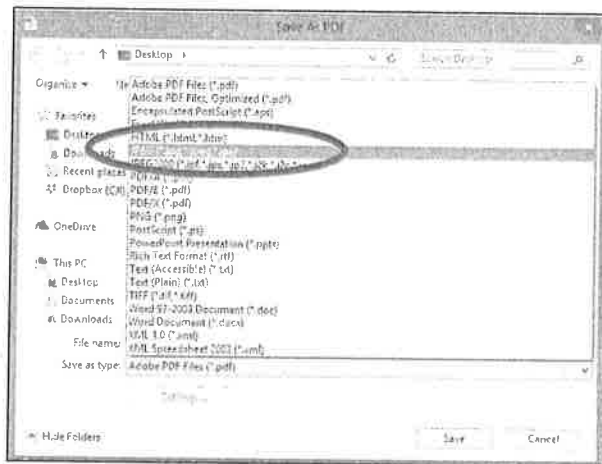 Save As PDF
Desktop
Organize
Adobe PDF Files (*.pdf)
Adobe PDF Files, Optimized (*.pdf)
Encapsulated PostScript (*.eps)
Favorites
HTML (*.html,*.htm)
Desktop
Downloads
Recent places
PDF/A (*.pdf)
Dropbox
PDF/E (*.pdf)
PDF/X (*.pdf)
PNG (*.png)
PostScript (*.ps)
OneDrive
PowerPoint Presentation (*.pptx)
Rich Text Format (*.rtf)
This PC
Text (Accessible) (*.txt)
Desktop
Text (Plain) (*.txt)
Documents
TIFF (*.tif,*.tiff)
Word 97-2003 Document (*.doc)
Downloads
Word Document (*.docx)
XML 1.0 (*.xml)
File name:
XML Spreadsheet 2003 (*.xml)
Save as type:
Adobe PDF Files (*.pdf)
Hide Folders
Save
Cancel